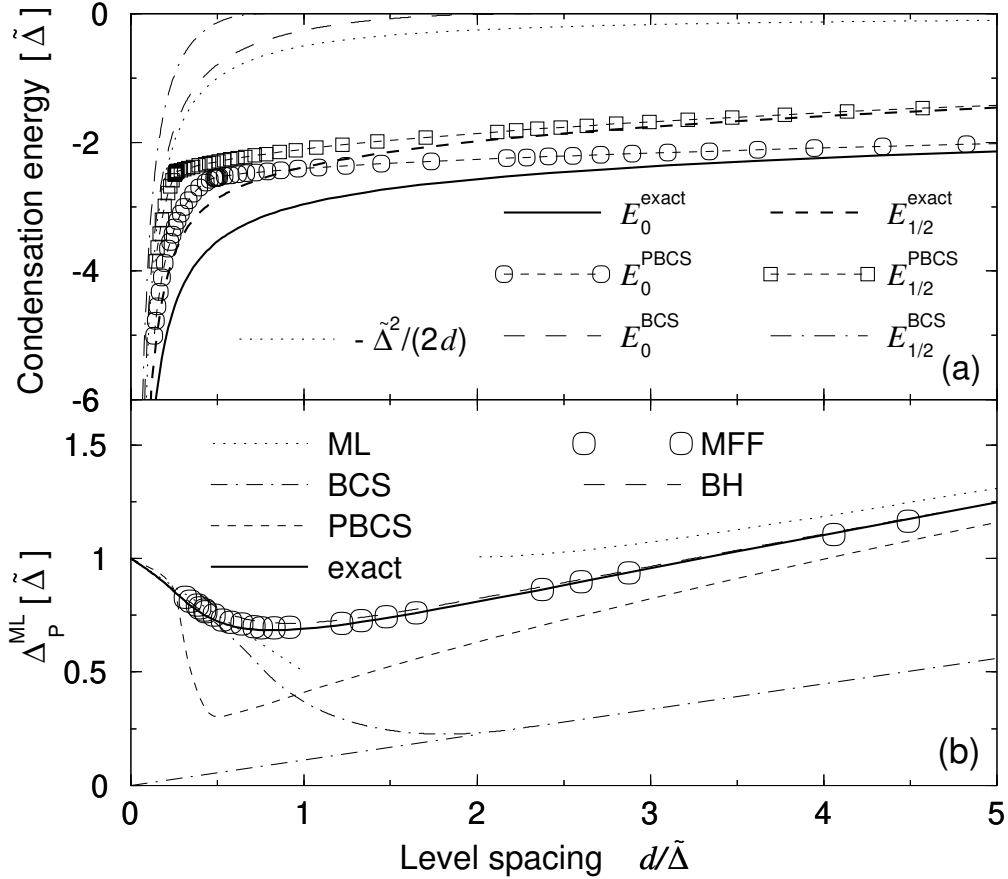 Condensation energy [Δ̃]
0
-2
-4
-6
E₀^exact
E₁/₂^exact
E₀^PBCS
E₁/₂^PBCS
- Δ̃²/(2d)
E₀^BCS
E₁/₂^BCS
(a)
Δ_P^ML [Δ̃]
1.5
1
0.5
0
ML
MFF
BCS
BH
PBCS
exact
(b)
0 1 2 3 4 5
Level spacing d/Δ̃